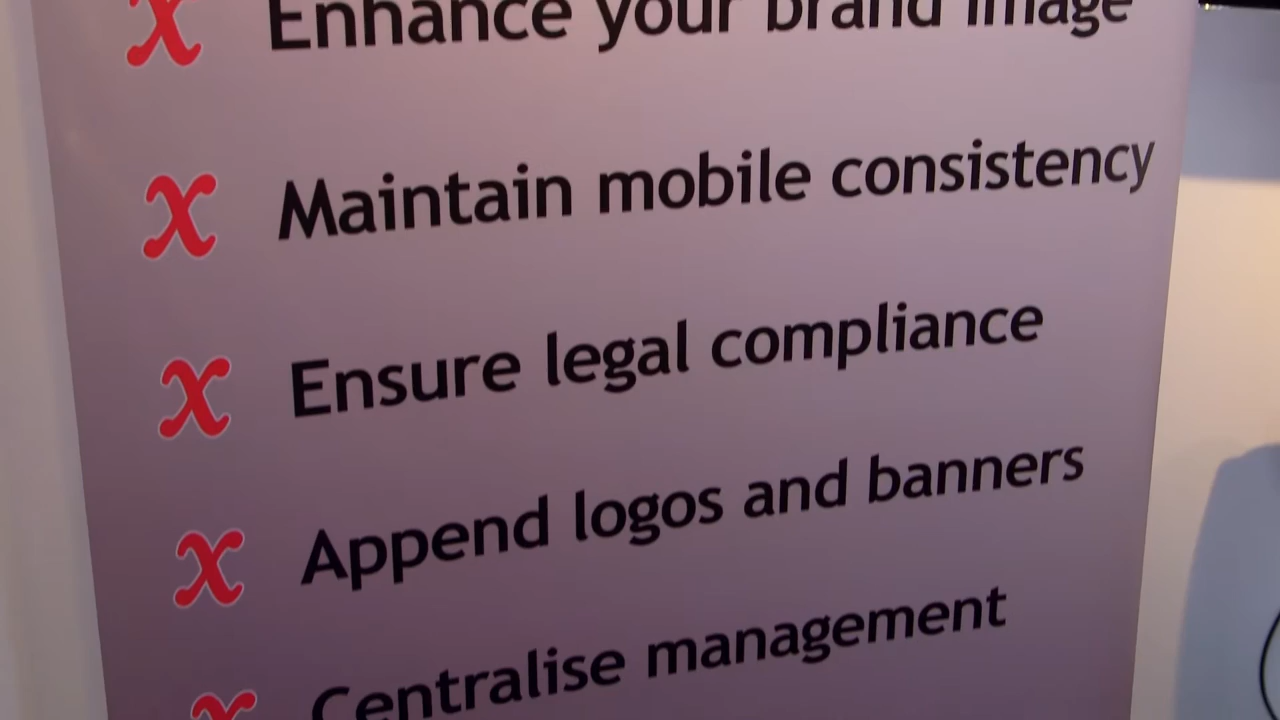 x Enhance your brand image
x Maintain mobile consistency
x Ensure legal compliance
x Append logos and banners
x Centralise management